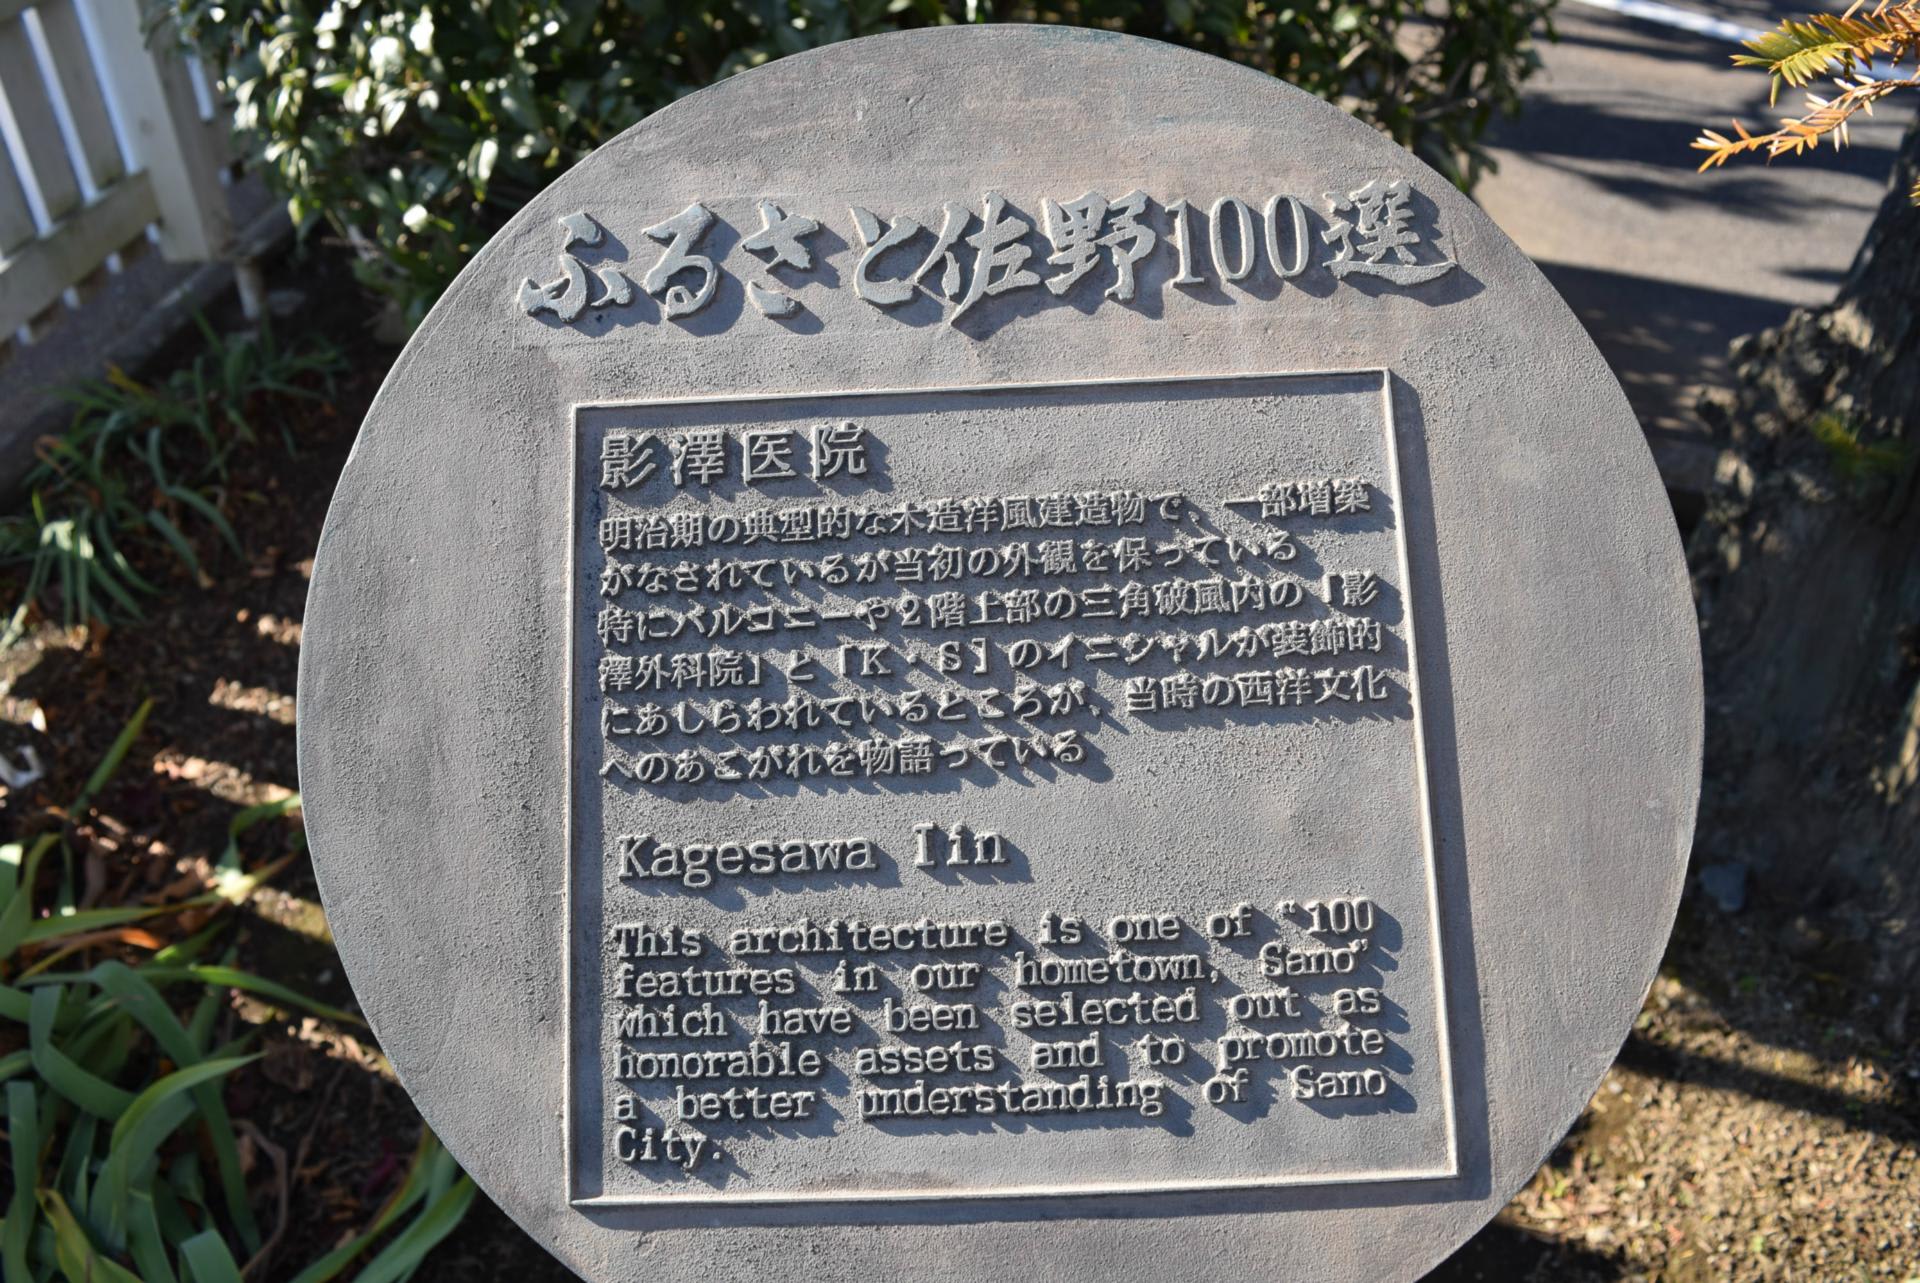 ふるさと佐野100選
影澤医院
明治期の典型的な木造洋風建造物で、一部増築
がなされているが当初の外観を保っている
特にバルコニーや2階上部の三角破風内の「影
澤外科院」と「K・S」のイニシャルが装飾的
にあしらわれているところが、当時の西洋文化
へのあこがれを物語っている
Kagesawa Iin
This architecture is one of “100
features in our hometown, Sano”
which have been selected out as
honorable assets and to promote
a better understanding of Sano
City.